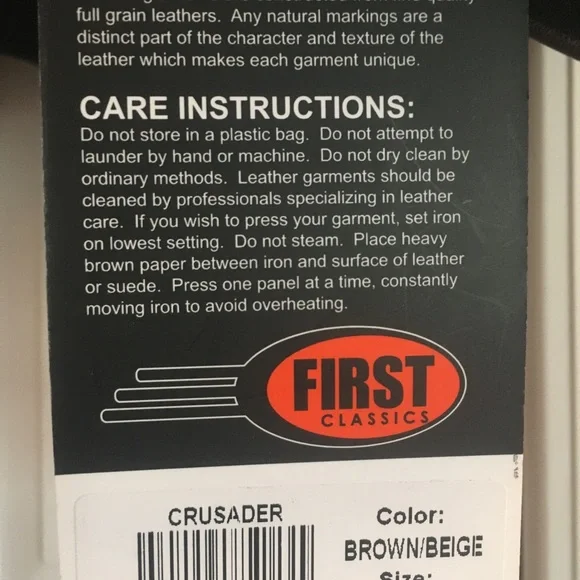 full grain leathers. Any natural markings are a
distinct part of the character and texture of the
leather which makes each garment unique.
CARE INSTRUCTIONS:
Do not store in a plastic bag. Do not attempt to
launder by hand or machine. Do not dry clean by
ordinary methods. Leather garments should be
cleaned by professionals specializing in leather
care. If you wish to press your garment, set iron
on lowest setting. Do not steam. Place heavy
brown paper between iron and surface of leather
or suede. Press one panel at a time, constantly
moving iron to avoid overheating.
FIRST
CLASSICS
CRUSADER
Color:
BROWN/BEIGE
Size: